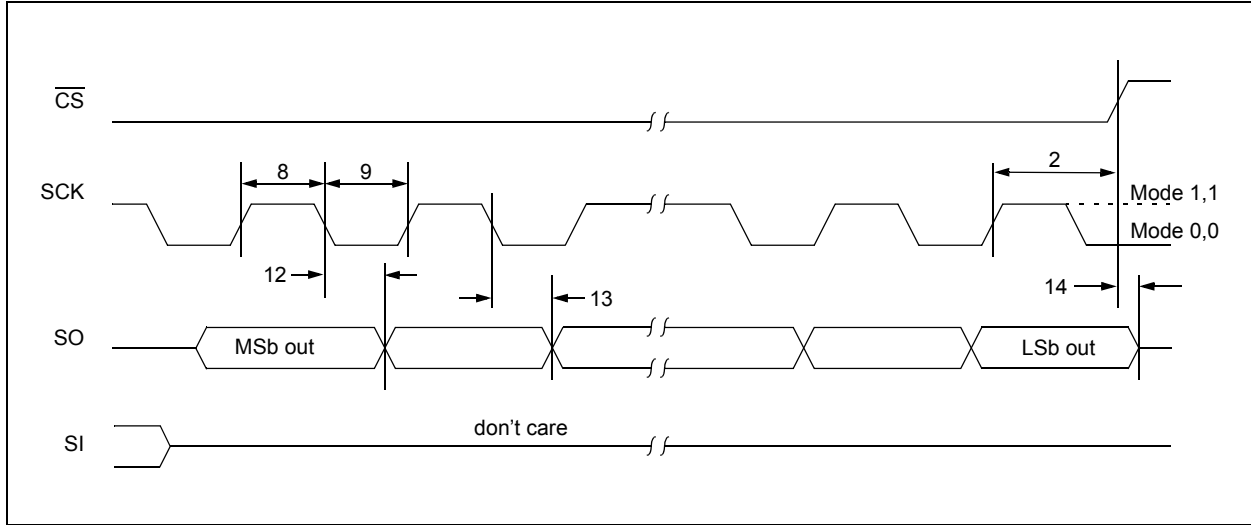 CS
SCK
8
9
2
Mode 1,1
Mode 0,0
12
13
14
SO
MSb out
LSb out
SI
don't care